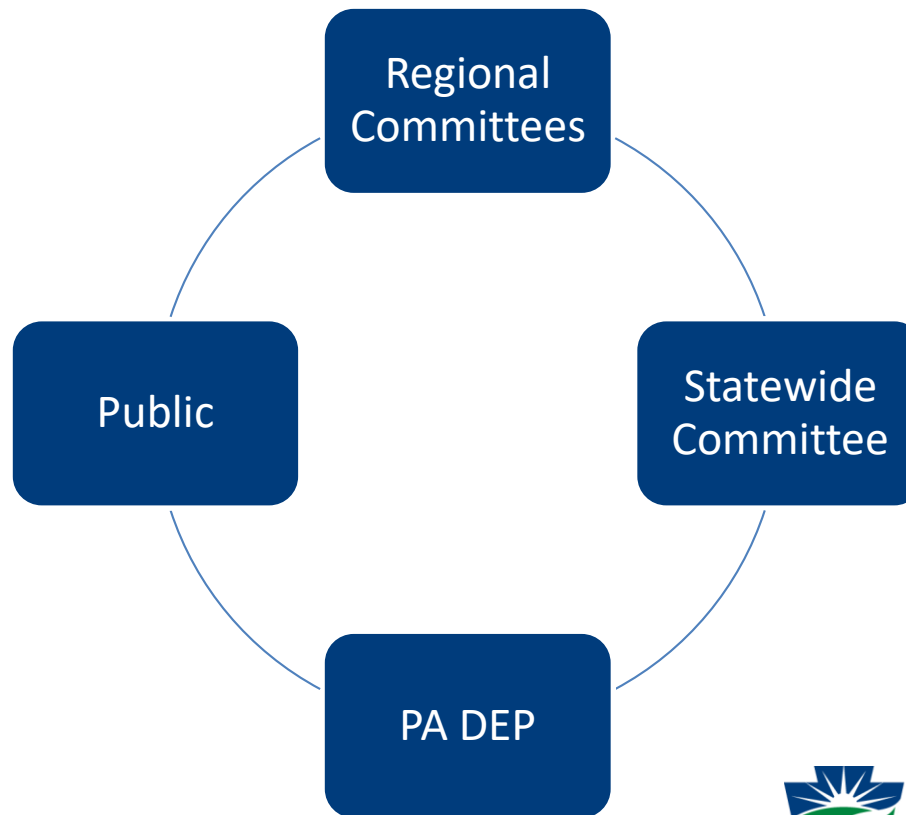 Regional
Committees
Public
Statewide
Committee
PA DEP